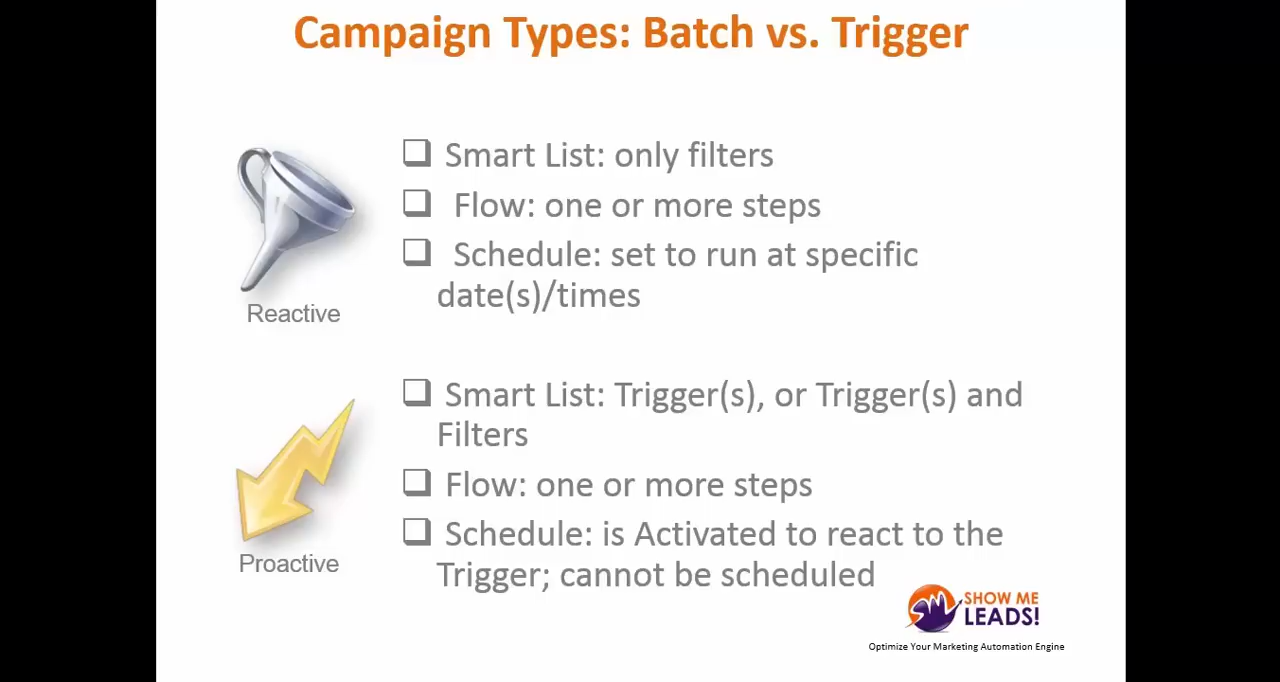 Campaign Types: Batch vs. Trigger
Smart List: only filters
Flow: one or more steps
Schedule: set to run at specific
date(s)/times
Reactive
Smart List: Trigger(s), or Trigger(s) and
Filters
Flow: one or more steps
Schedule: is Activated to react to the
Trigger; cannot be scheduled
Proactive
SHOW ME
LEADS!
Optimize Your Marketing Automation Engine